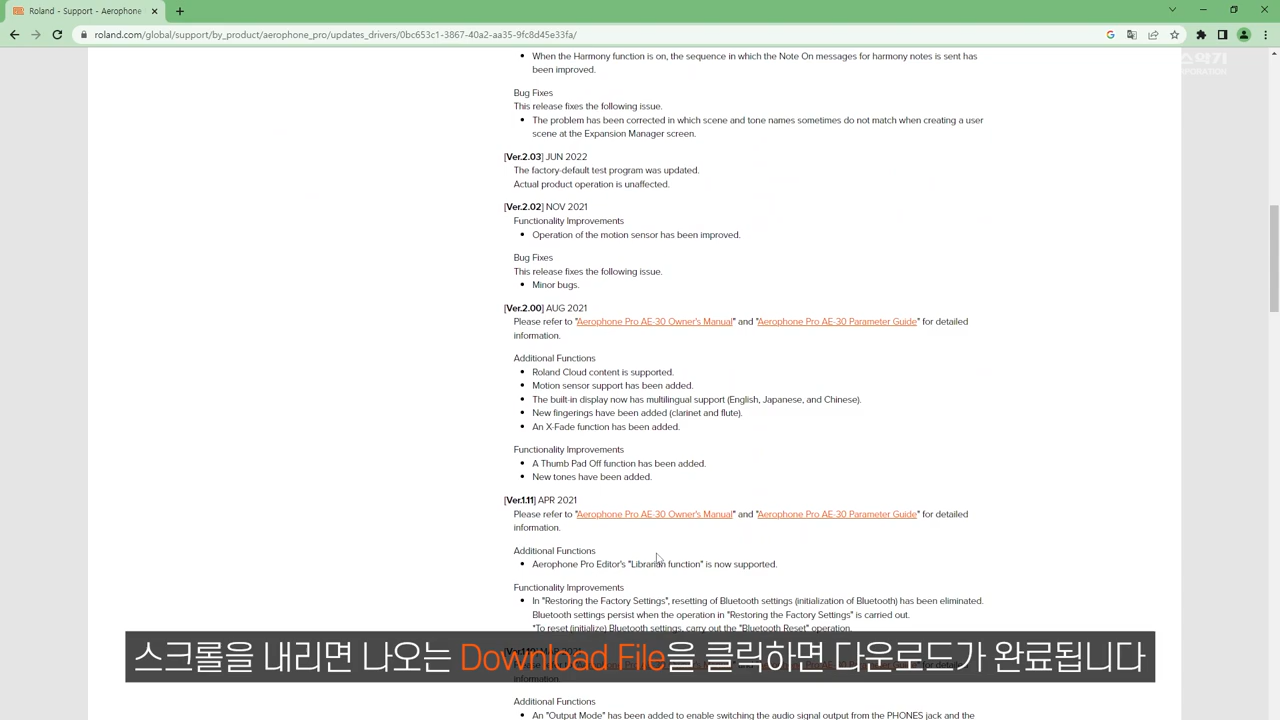 Roland - Support - Aerophone
roland.com/global/support/by_product/aerophone_pro/updates_drivers/0bc653c1-3867-40a2-aa35-9fc8d45e33fa/
스악기
RPORATION
• When the Harmony function is on, the sequence in which the Note On messages for harmony notes is sent has
been improved.
Bug Fixes
This release fixes the following issue.
• The problem has been corrected in which scene and tone names sometimes do not match when creating a user
scene at the Expansion Manager screen.
[Ver.2.03] JUN 2022
The factory-default test program was updated.
Actual product operation is unaffected.
[Ver.2.02] NOV 2021
Functionality Improvements
• Operation of the motion sensor has been improved.
Bug Fixes
This release fixes the following issue.
• Minor bugs.
[Ver.2.00] AUG 2021
Please refer to "Aerophone Pro AE-30 Owner's Manual" and "Aerophone Pro AE-30 Parameter Guide" for detailed
information.
Additional Functions
• Roland Cloud content is supported.
• Motion sensor support has been added.
• The built-in display now has multilingual support (English, Japanese, and Chinese).
• New fingerings have been added (clarinet and flute).
• An X-Fade function has been added.
Functionality Improvements
• A Thumb Pad Off function has been added.
• New tones have been added.
[Ver.1.11] APR 2021
Please refer to "Aerophone Pro AE-30 Owner's Manual" and "Aerophone Pro AE-30 Parameter Guide" for detailed
information.
Additional Functions
• Aerophone Pro Editor's "Librarian function" is now supported.
Functionality Improvements
• In "Restoring the Factory Settings", resetting of Bluetooth settings (initialization of Bluetooth) has been eliminated.
Bluetooth settings persist when the operation in "Restoring the Factory Settings" is carried out.
*To reset (initialize) Bluetooth settings, carry out the "Bluetooth Reset" operation.
스크롤을 내리면 나오는 Download File을 클릭하면 다운로드가 완료됩니다
information.
Additional Functions
• An "Output Mode" has been added to enable switching the audio signal output from the PHONES jack and the